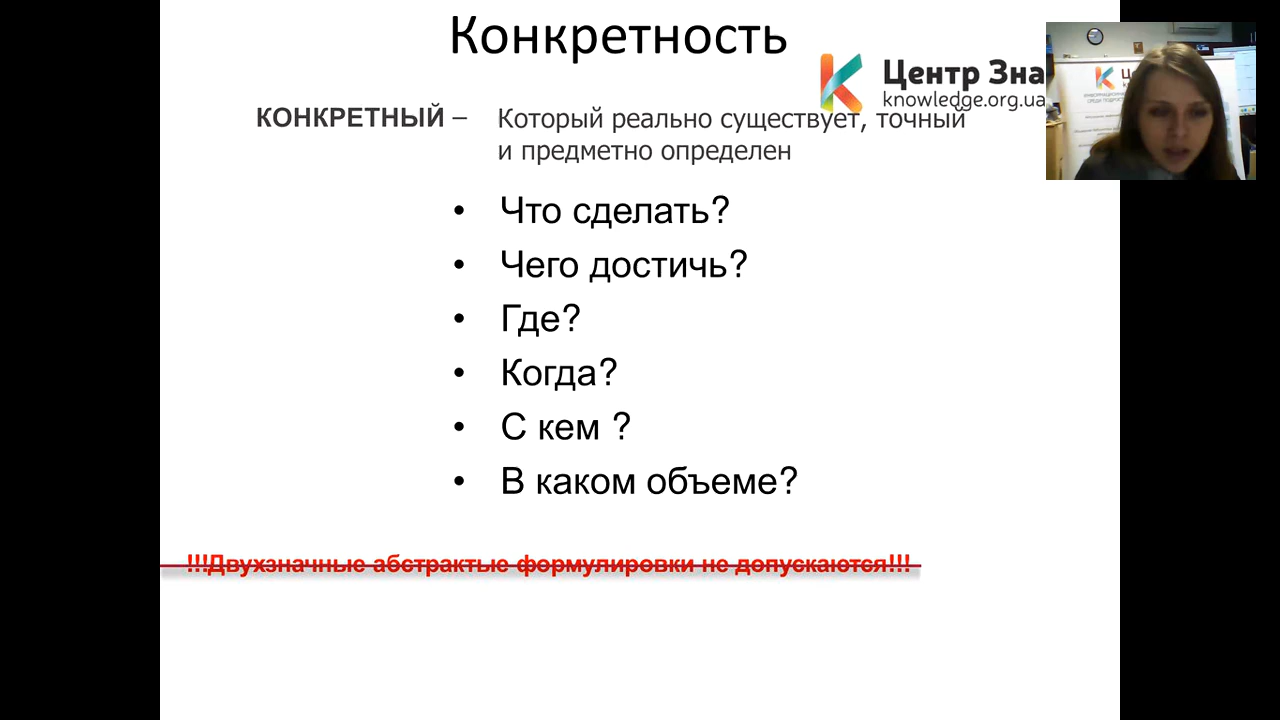 Конкретность
Центр Зна
knowledge.org.ua
КОНКРЕТНЫЙ – Который реально существует, точный
и предметно определен
• Что сделать?
• Чего достичь?
• Где?
• Когда?
• С кем ?
• В каком объеме?
!!!Двухзначные абстрактые формулировки не допускаются!!!